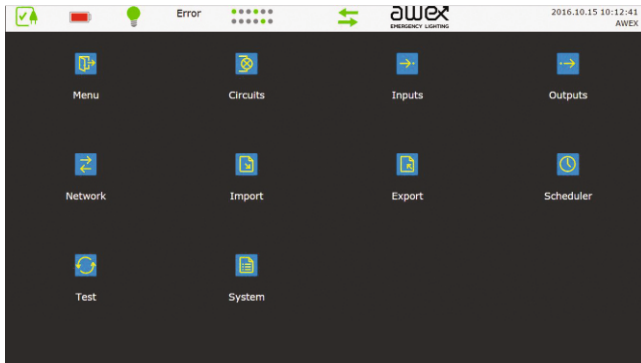 Error
awex
EMERGENCY LIGHTING
2016.10.15 10:12:41
AWEX
Menu
Circuits
Inputs
Outputs
Network
Import
Export
Scheduler
Test
System